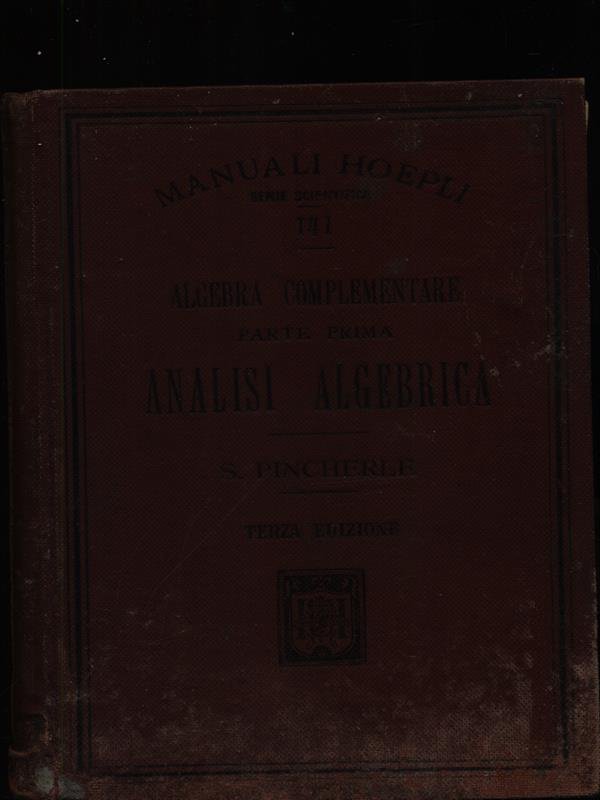 MANUALI HOEPLI
SERIE SCIENTIFICA
141
ALGEBRA COMPLEMENTARE
PARTE PRIMA
ANALISI ALGEBRICA
S. PINCHERLE
TERZA EDIZIONE